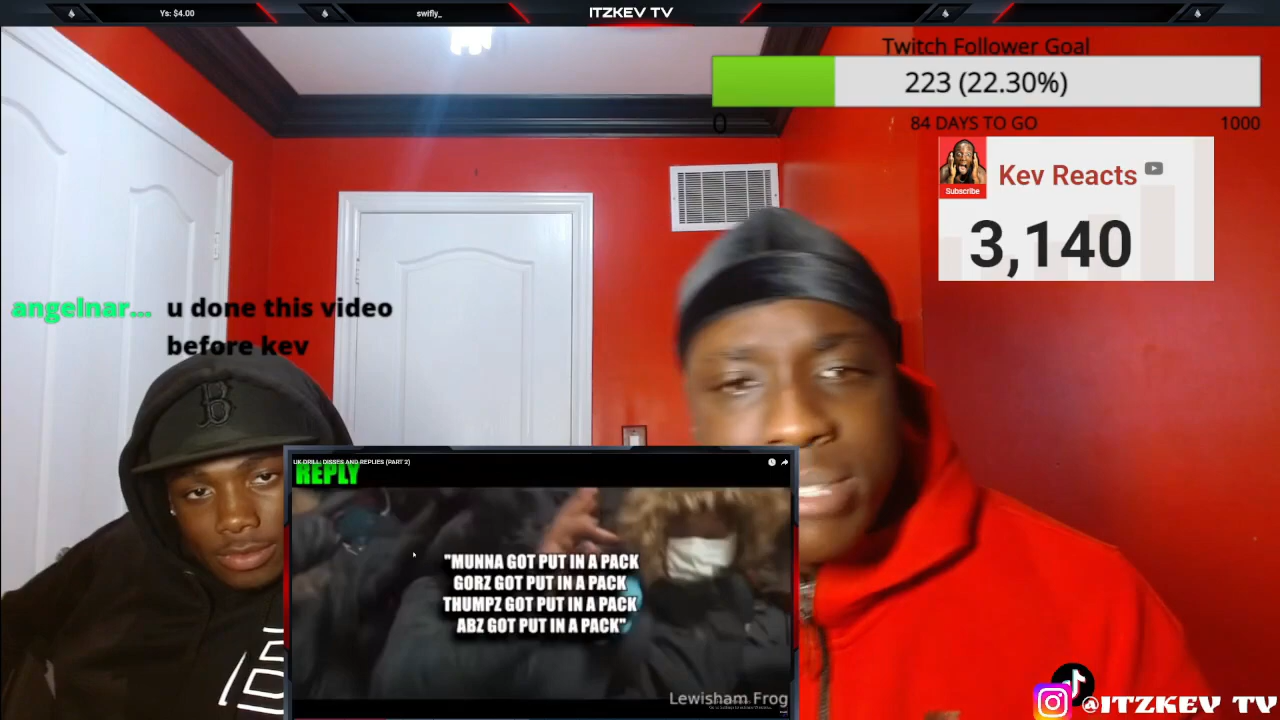 Ys: $4.00
swifly_
ITZKEV TV
Twitch Follower Goal
223 (22.30%)
0
84 DAYS TO GO
1000
Kev Reacts
Subscribe
3,140
angelnar... u done this video
before kev
B
UK DRILL: DISSES AND REPLIES (PART 2)
REPLY
"MUNNA GOT PUT IN A PACK
GORZ GOT PUT IN A PACK
THUMPZ GOT PUT IN A PACK
ABZ GOT PUT IN A PACK"
Lewisham Frog
@ITZKEV TV